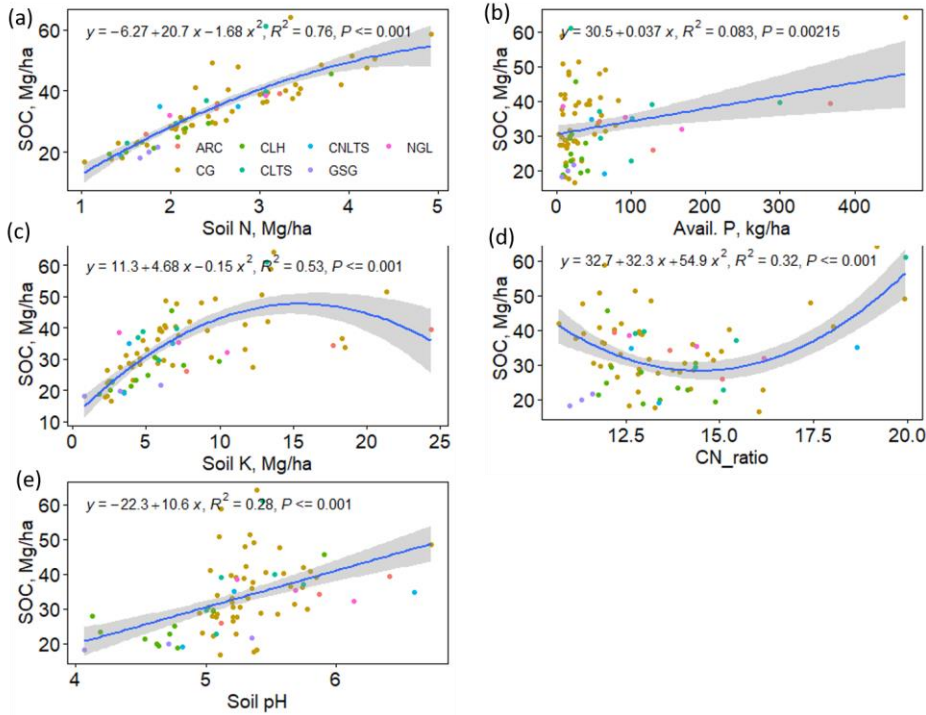 (a)
y = −6.27 + 20.7 x - 1.68 x², R² = 0.76, P <= 0.001
SOC, Mg/ha
60
40
20
ARC CLH CNLTS NGL
CG CLTS GSG
1 2 3 4 5
Soil N, Mg/ha
(b)
y = 30.5 + 0.037 x, R² = 0.083, P = 0.00215
SOC, Mg/ha
60
50
40
30
20
0 100 200 300 400
Avail. P, kg/ha
(c)
y = 11.3 + 4.68 x - 0.15 x², R² = 0.53, P <= 0.001
SOC, Mg/ha
60
50
40
30
20
10
0 5 10 15 20 25
Soil K, Mg/ha
(d)
y = 32.7 + 32.3 x + 54.9 x², R² = 0.32, P <= 0.001
SOC, Mg/ha
60
50
40
30
20
12.5 15.0 17.5 20.0
CN_ratio
(e)
y = −22.3 + 10.6 x, R² = 0.28, P <= 0.001
SOC, Mg/ha
60
50
40
30
20
4 5 6
Soil pH